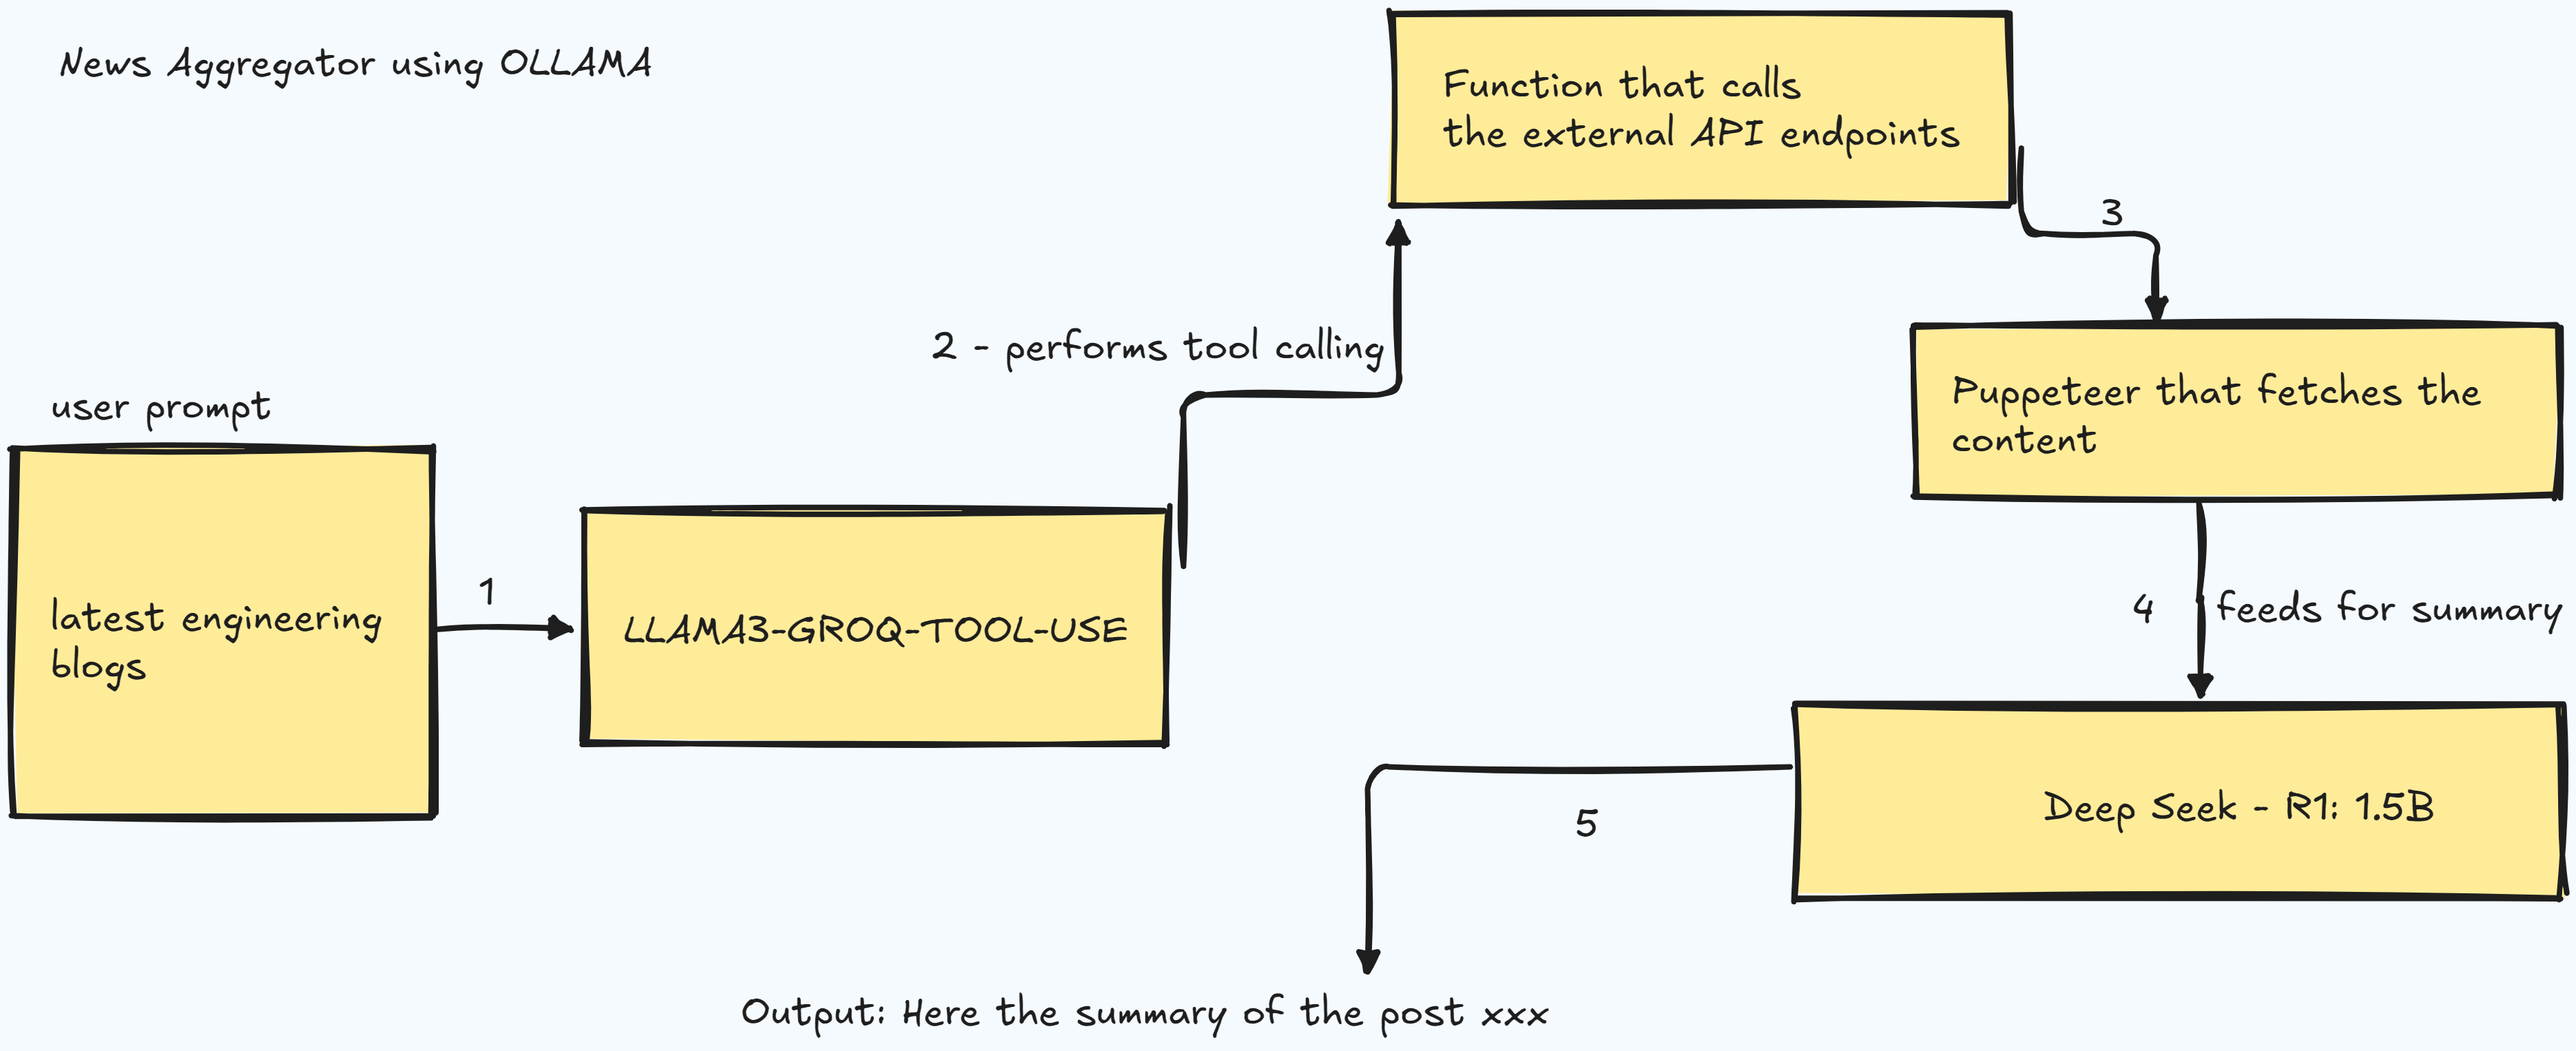 News Aggregator using OLLAMA
Function that calls
the external API endpoints
3
2 - performs tool calling
Puppeteer that fetches the
content
user prompt
latest engineering
blogs
1
LLAMA3-GROQ-TOOL-USE
4
feeds for summary
Deep Seek - R1: 1.5B
5
Output: Here the summary of the post xxx